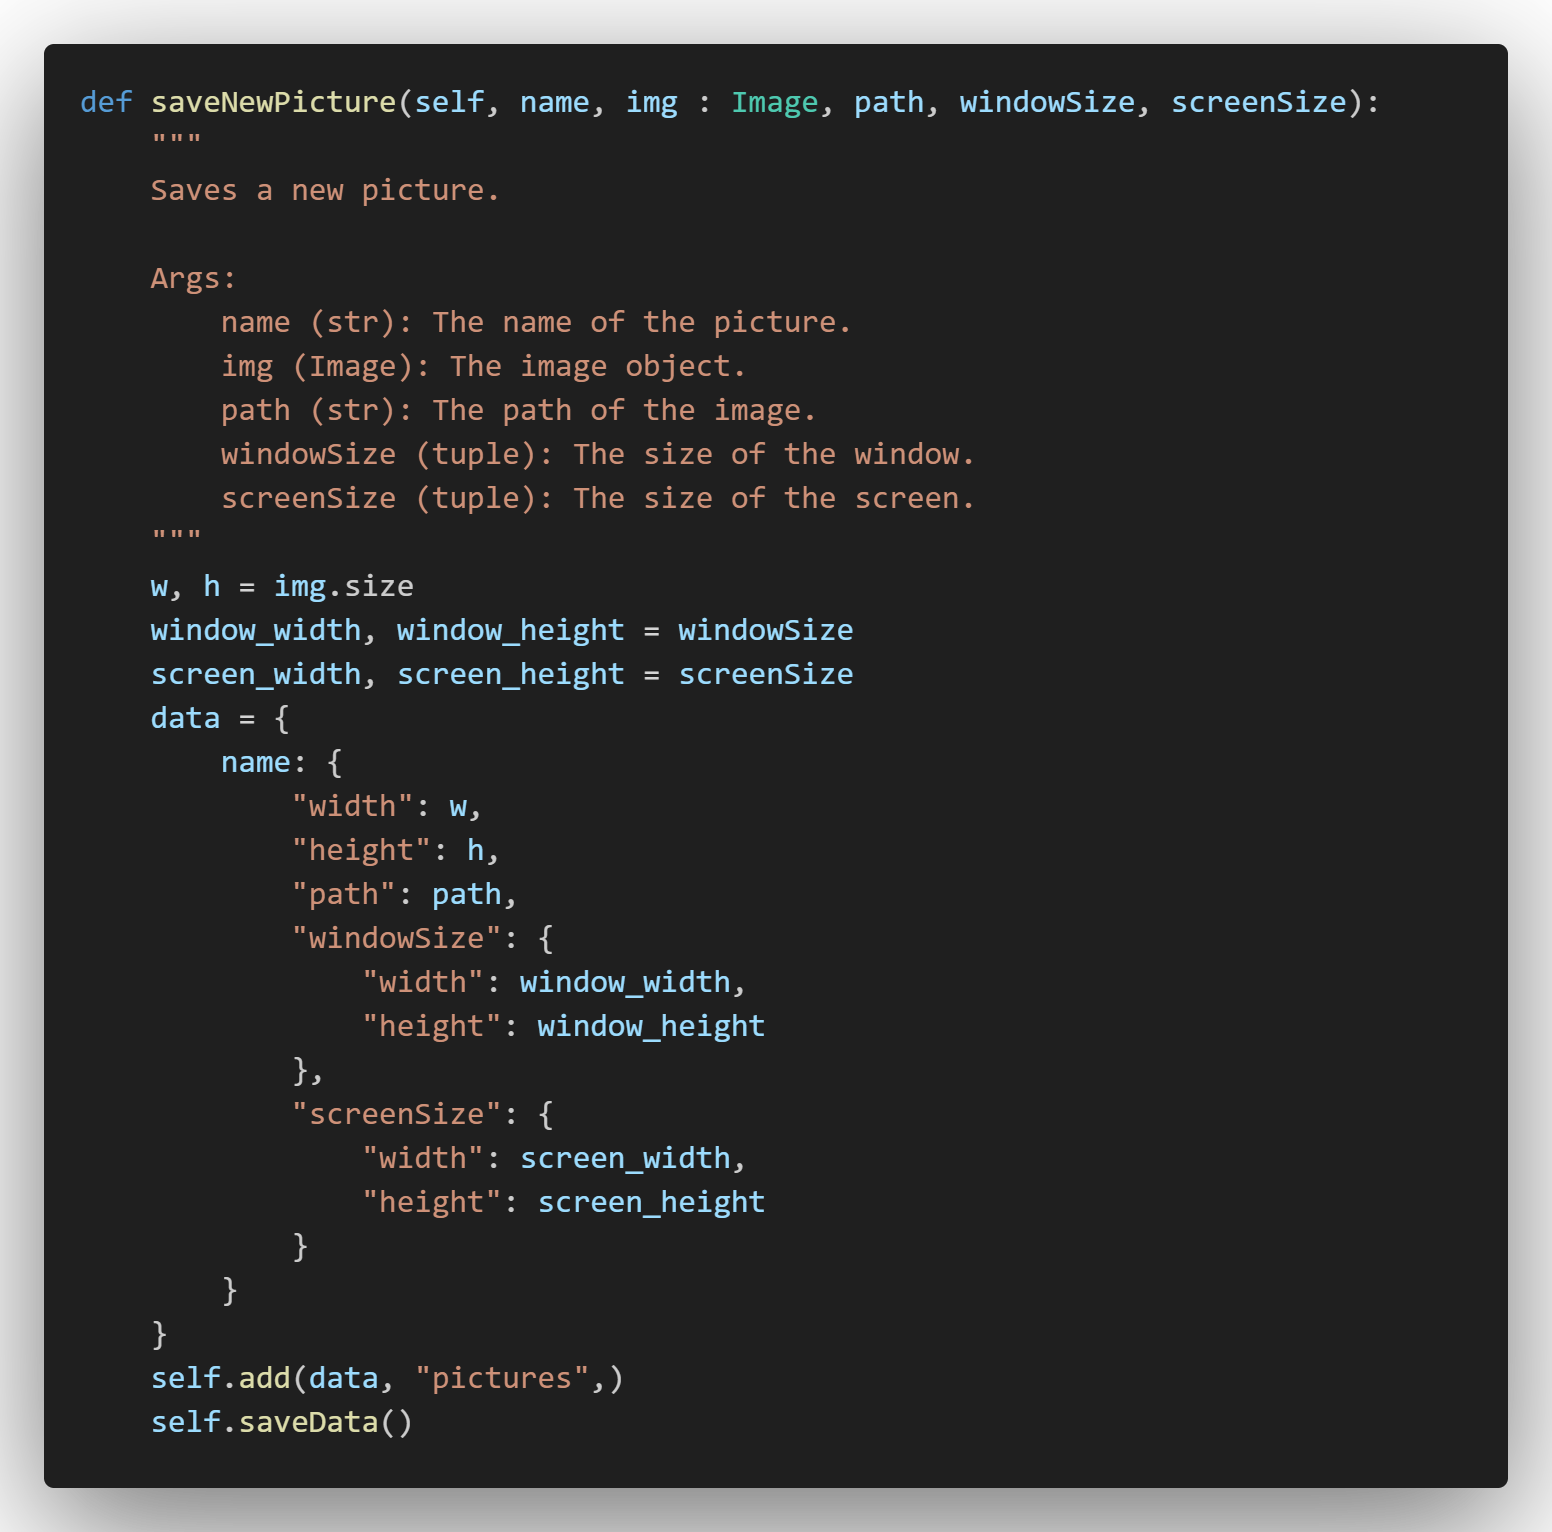 def saveNewPicture(self, name, img : Image, path, windowSize, screenSize):
    """
    Saves a new picture.

    Args:
        name (str): The name of the picture.
        img (Image): The image object.
        path (str): The path of the image.
        windowSize (tuple): The size of the window.
        screenSize (tuple): The size of the screen.
    """
    w, h = img.size
    window_width, window_height = windowSize
    screen_width, screen_height = screenSize
    data = {
        name: {
            "width": w,
            "height": h,
            "path": path,
            "windowSize": {
                "width": window_width,
                "height": window_height
            },
            "screenSize": {
                "width": screen_width,
                "height": screen_height
            }
        }
    }
    self.add(data, "pictures",)
    self.saveData()